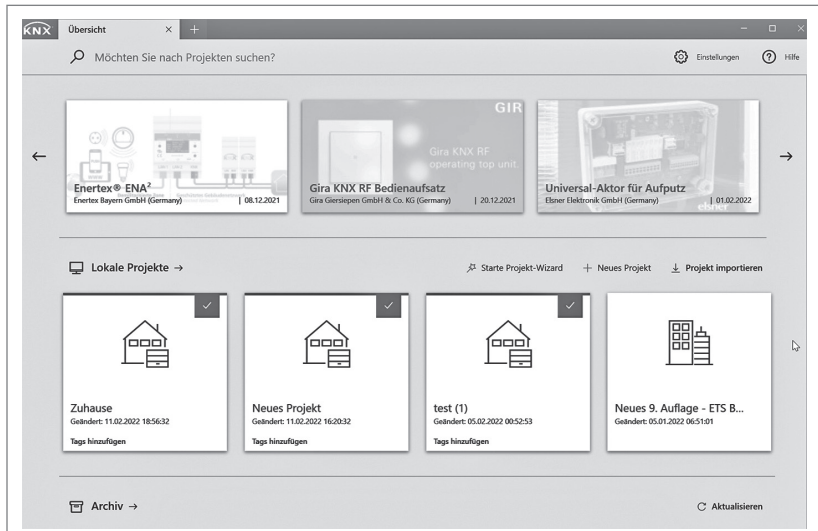 KNX Übersicht
Möchten Sie nach Projekten suchen? Einstellungen Hilfe
GIR
Gira KNX RF
operating top unit
Enertex® ENA²
Enertex Bayern GmbH (Germany) | 08.12.2021
Gira KNX RF Bedienaufsatz
Gira Giersiepen GmbH & Co. KG (Germany) | 20.12.2021
Universal-Aktor für Aufputz
Elsner Elektronik GmbH (Germany) | 01.02.2022
elsner
Lokale Projekte → Starte Projekt-Wizard + Neues Projekt Projekt importieren
Zuhause
Geändert: 11.02.2022 18:56:32
Tags hinzufügen
Neues Projekt
Geändert: 11.02.2022 16:20:32
Tags hinzufügen
test (1)
Geändert: 05.02.2022 00:52:53
Tags hinzufügen
Neues 9. Auflage - ETS B...
Geändert: 05.01.2022 06:51:01
Archiv → Aktualisieren